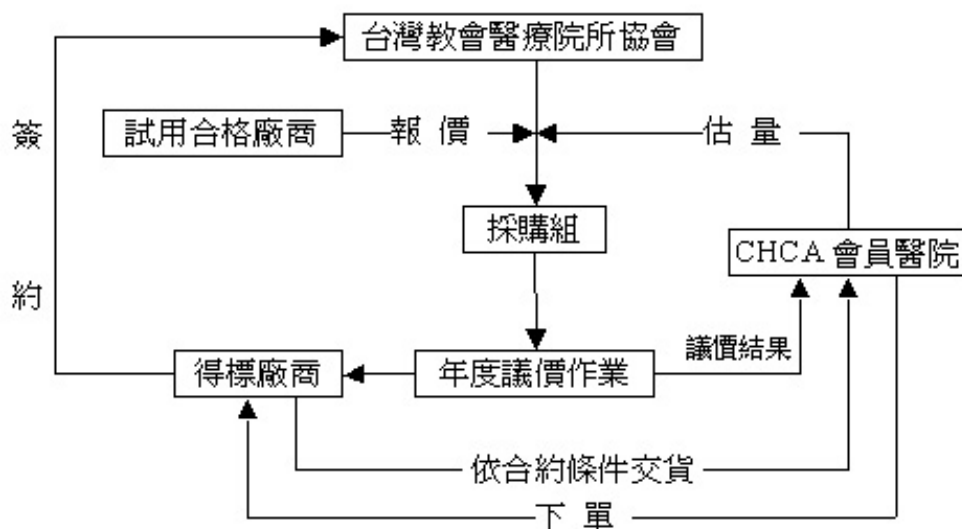 台灣教會醫療院所協會
試用合格廠商
報價
估量
簽約
採購組
CHCA 會員醫院
議價結果
得標廠商
年度議價作業
依合約條件交貨
下單